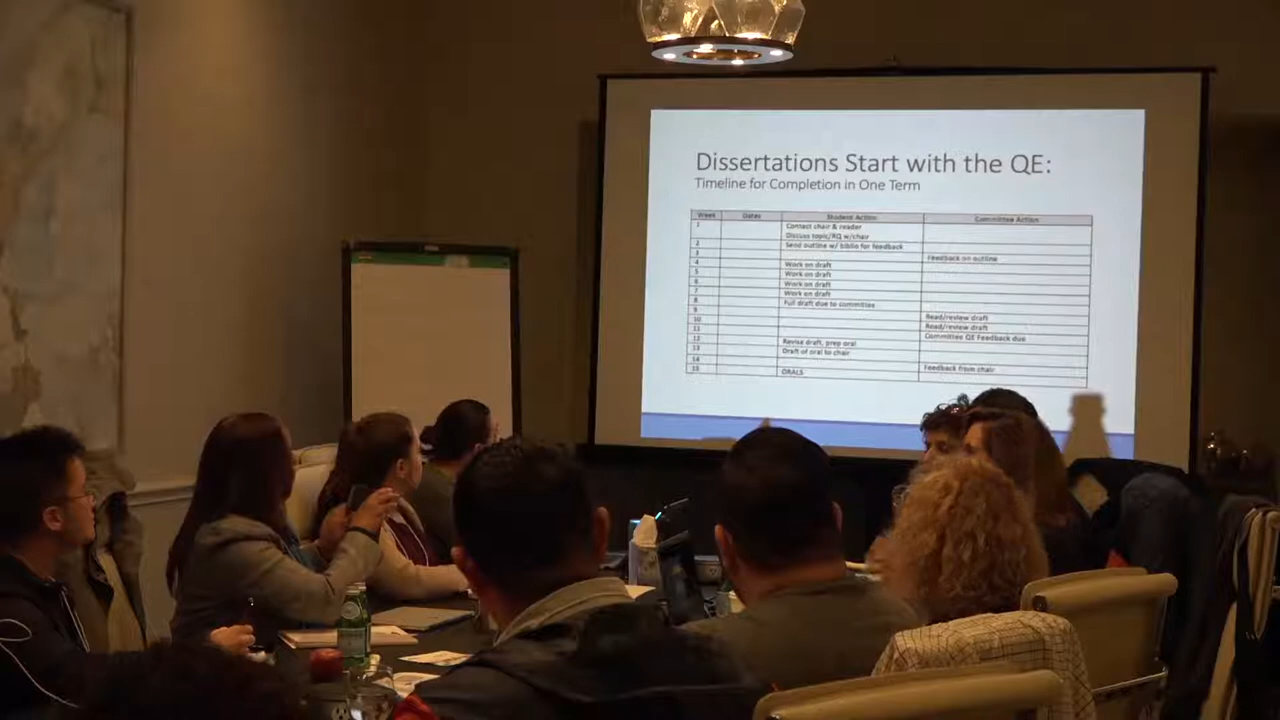 Dissertations Start with the QE:
Timeline for Completion in One Term
Week Dates Student Action Committee Action
1 Contact chair & reader
Discuss topic/RQ w/chair
2 Send outline w/ biblio for feedback
3 Feedback on outline
4 Work on draft
5 Work on draft
6 Work on draft
7 Work on draft
8 Full draft due to committee
9 Read/review draft
10 Read/review draft
11 Committee QE Feedback due
12 Revise draft, prep oral
13 Draft of oral to chair
14 Feedback from chair
15 ORALS